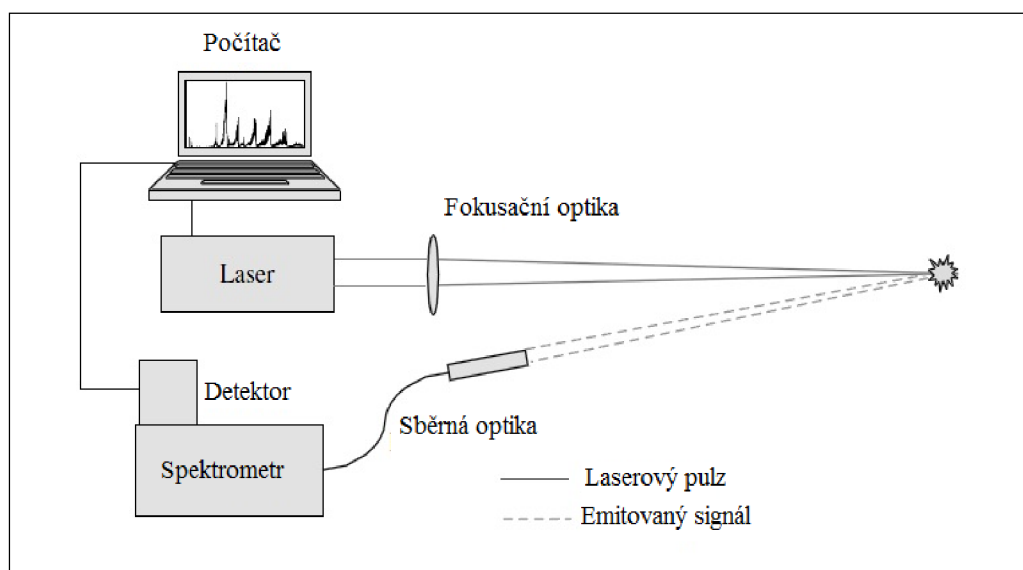 Počítač
Fokusační optika
Laser
Detektor
Sběrná optika
Spektrometr
Laserový pulz
Emitovaný signál